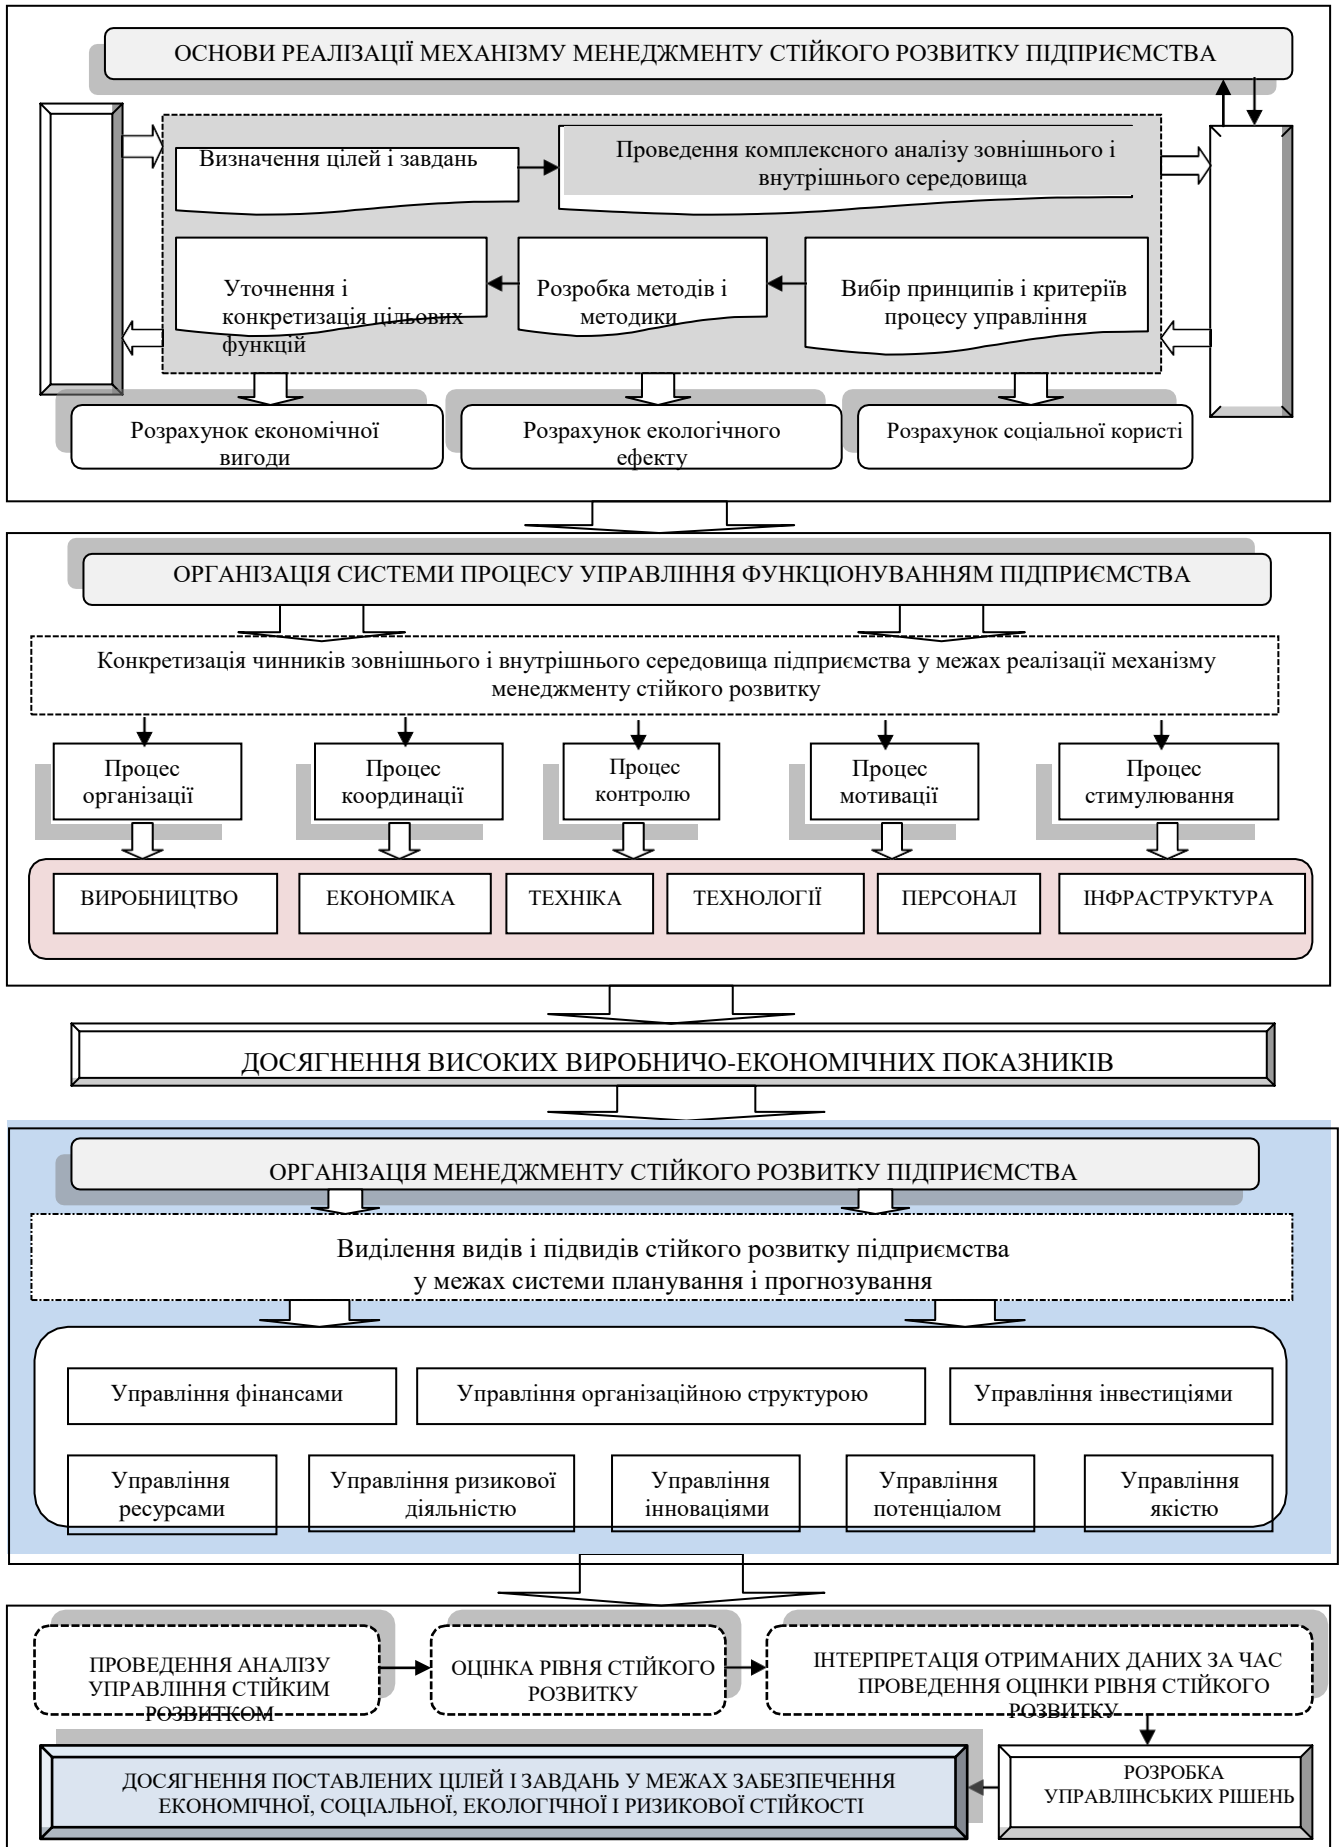 ОСНОВИ РЕАЛІЗАЦІЇ МЕХАНІЗМУ МЕНЕДЖМЕНТУ СТІЙКОГО РОЗВИТКУ ПІДПРИЄМСТВА
Визначення цілей і завдань
Проведення комплексного аналізу зовнішнього і
внутрішнього середовища
Уточнення і
конкретизація цільових
функцій
Розробка методів і
методики
Вибір принципів і критеріїв
процесу управління
Розрахунок економічної
вигоди
Розрахунок екологічного
ефекту
Розрахунок соціальної користі
ОРГАНІЗАЦІЯ СИСТЕМИ ПРОЦЕСУ УПРАВЛІННЯ ФУНКЦІОНУВАННЯМ ПІДПРИЄМСТВА
Конкретизація чинників зовнішнього і внутрішнього середовища підприємства у межах реалізації механізму
менеджменту стійкого розвитку
Процес
організації
Процес
координації
Процес
контролю
Процес
мотивації
Процес
стимулювання
ВИРОБНИЦТВО
ЕКОНОМІКА
ТЕХНІКА
ТЕХНОЛОГІЇ
ПЕРСОНАЛ
ІНФРАСТРУКТУРА
ДОСЯГНЕННЯ ВИСОКИХ ВИРОБНИЧО-ЕКОНОМІЧНИХ ПОКАЗНИКІВ
ОРГАНІЗАЦІЯ МЕНЕДЖМЕНТУ СТІЙКОГО РОЗВИТКУ ПІДПРИЄМСТВА
Виділення видів і підвидів стійкого розвитку підприємства
у межах системи планування і прогнозування
Управління фінансами
Управління організаційною структурою
Управління інвестиціями
Управління
ресурсами
Управління ризикової
діяльністю
Управління
інноваціями
Управління
потенціалом
Управління
якістю
ПРОВЕДЕННЯ АНАЛІЗУ
УПРАВЛІННЯ СТІЙКИМ
РОЗВИТКОМ
ОЦІНКА РІВНЯ СТІЙКОГО
РОЗВИТКУ
ІНТЕРПРЕТАЦІЯ ОТРИМАНИХ ДАНИХ ЗА ЧАС
ПРОВЕДЕННЯ ОЦІНКИ РІВНЯ СТІЙКОГО
РОЗВИТКУ
ДОСЯГНЕННЯ ПОСТАВЛЕНИХ ЦІЛЕЙ І ЗАВДАНЬ У МЕЖАХ ЗАБЕЗПЕЧЕННЯ
ЕКОНОМІЧНОЇ, СОЦІАЛЬНОЇ, ЕКОЛОГІЧНОЇ І РИЗИКОВОЇ СТІЙКОСТІ
РОЗРОБКА
УПРАВЛІНСЬКИХ РІШЕНЬ